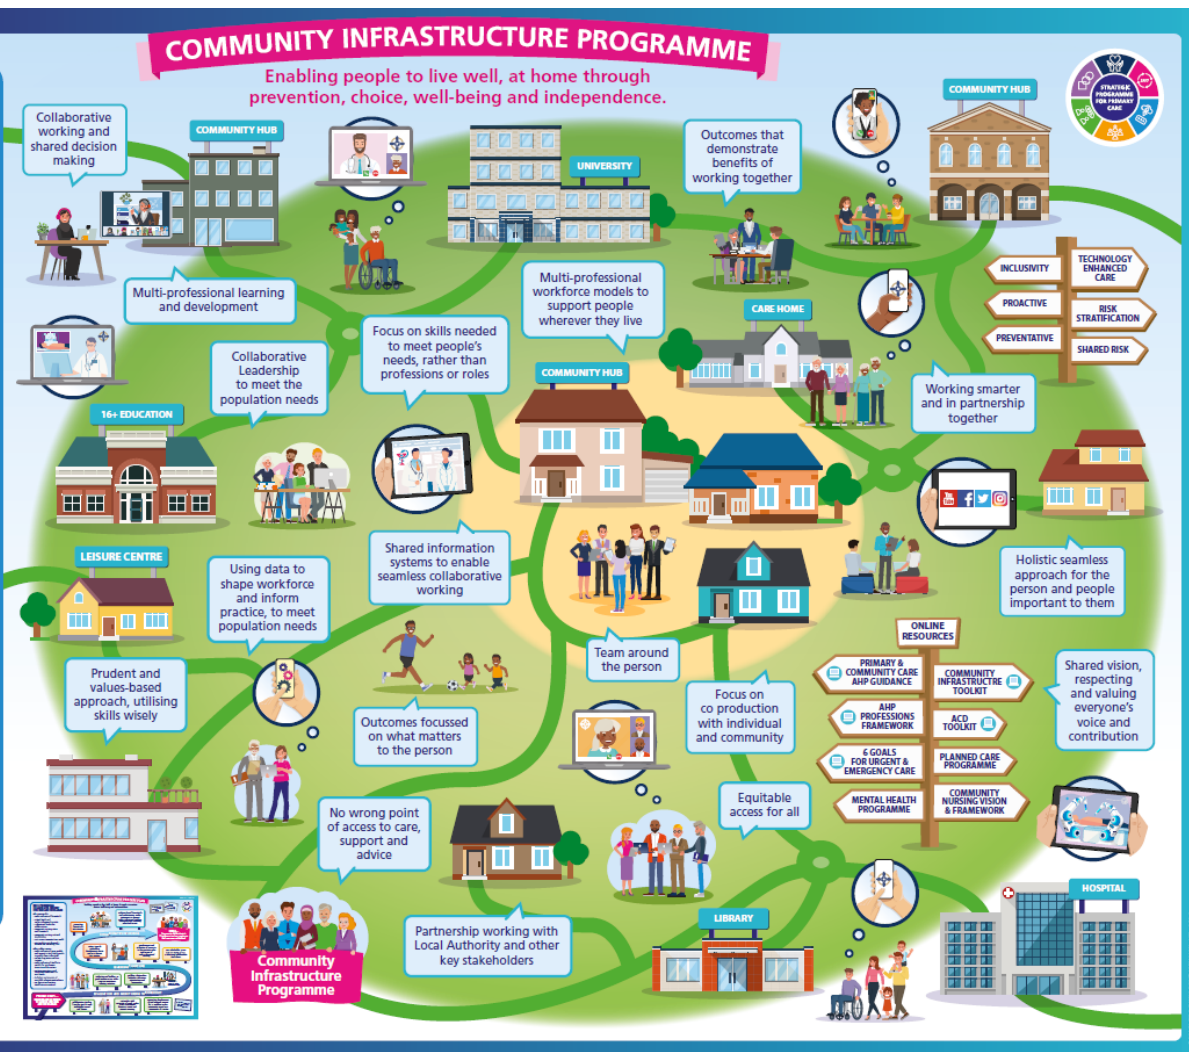 COMMUNITY INFRASTRUCTURE PROGRAMME
Enabling people to live well, at home through
prevention, choice, well-being and independence.
STRATEGIC
PROGRAMME
FOR PRIMARY
CARE
Collaborative
working and
shared decision
making
COMMUNITY HUB
UNIVERSITY
Outcomes that
demonstrate
benefits of
working together
COMMUNITY HUB
Multi-professional learning
and development
Multi-professional
workforce models to
support people
wherever they live
INCLUSIVITY
TECHNOLOGY
ENHANCED
CARE
PROACTIVE
RISK
STRATIFICATION
PREVENTATIVE
SHARED RISK
Collaborative
Leadership
to meet the
population needs
Focus on skills needed
to meet people's
needs, rather than
professions or roles
CARE HOME
COMMUNITY HUB
Working smarter
and in partnership
together
16+ EDUCATION
LEISURE CENTRE
Using data to
shape workforce
and inform
practice, to meet
population needs
Shared information
systems to enable
seamless collaborative
working
You
Tube
Holistic seamless
approach for the
person and people
important to them
Prudent and
values-based
approach, utilising
skills wisely
Outcomes focussed
on what matters
to the person
Team around
the person
Focus on
co production
with individual
and community
ONLINE
RESOURCES
PRIMARY &
COMMUNITY CARE
AHP GUIDANCE
COMMUNITY
INFRASTRUCTRE
TOOLKIT
AHP
PROFESSIONS
FRAMEWORK
ACD
TOOLKIT
6 GOALS
FOR URGENT &
EMERGENCY CARE
PLANNED CARE
PROGRAMME
MENTAL HEALTH
PROGRAMME
COMMUNITY
NURSING VISION
& FRAMEWORK
Shared vision,
respecting
and valuing
everyone's
voice and
contribution
No wrong point
of access to care,
support and
advice
Equitable
access for all
Community
Infrastructure
Programme
Partnership working with
Local Authority and other
key stakeholders
LIBRARY
HOSPITAL